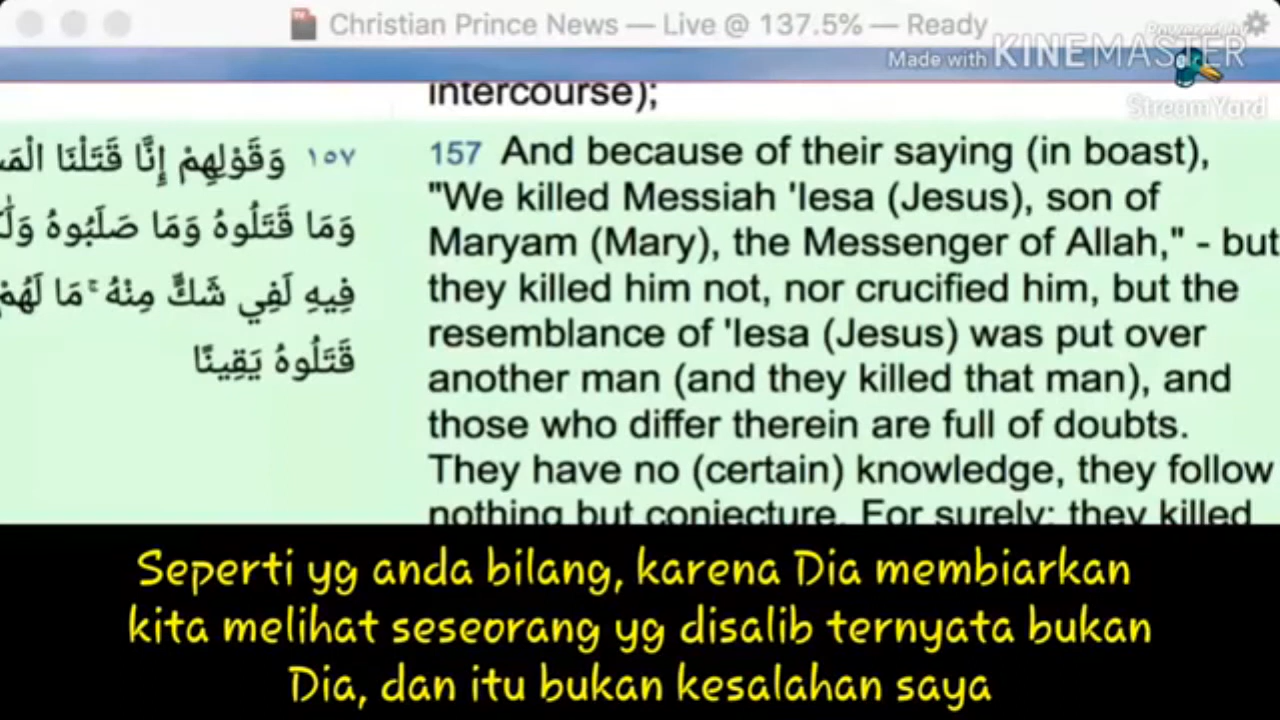 Christian Prince News — Live @ 137.5% — Ready
Made with KINEMASTER
StreamYard
intercourse);
١٥٧ وَقَوْلِهِمْ إِنَّا قَتَلْنَا
وَمَا قَتَلُوهُ وَمَا صَلَبُوهُ
فِيهِ لَفِي شَكٍّ مِنْهُ ۚ مَا لَهُمْ
قَتَلُوهُ يَقِينًا
157 And because of their saying (in boast),
"We killed Messiah 'Iesa (Jesus), son of
Maryam (Mary), the Messenger of Allah," - but
they killed him not, nor crucified him, but the
resemblance of 'Iesa (Jesus) was put over
another man (and they killed that man), and
those who differ therein are full of doubts.
They have no (certain) knowledge, they follow
nothing but conjecture. For surely; they killed
Seperti yg anda bilang, karena Dia membiarkan
kita melihat seseorang yg disalib ternyata bukan
Dia, dan itu bukan kesalahan saya